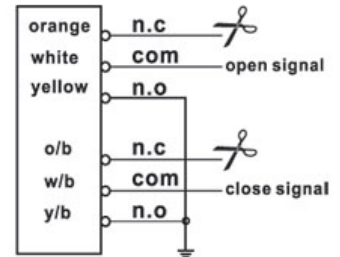 orange n.c
white com open signal
yellow n.o
o/b n.c
w/b com close signal
y/b n.o